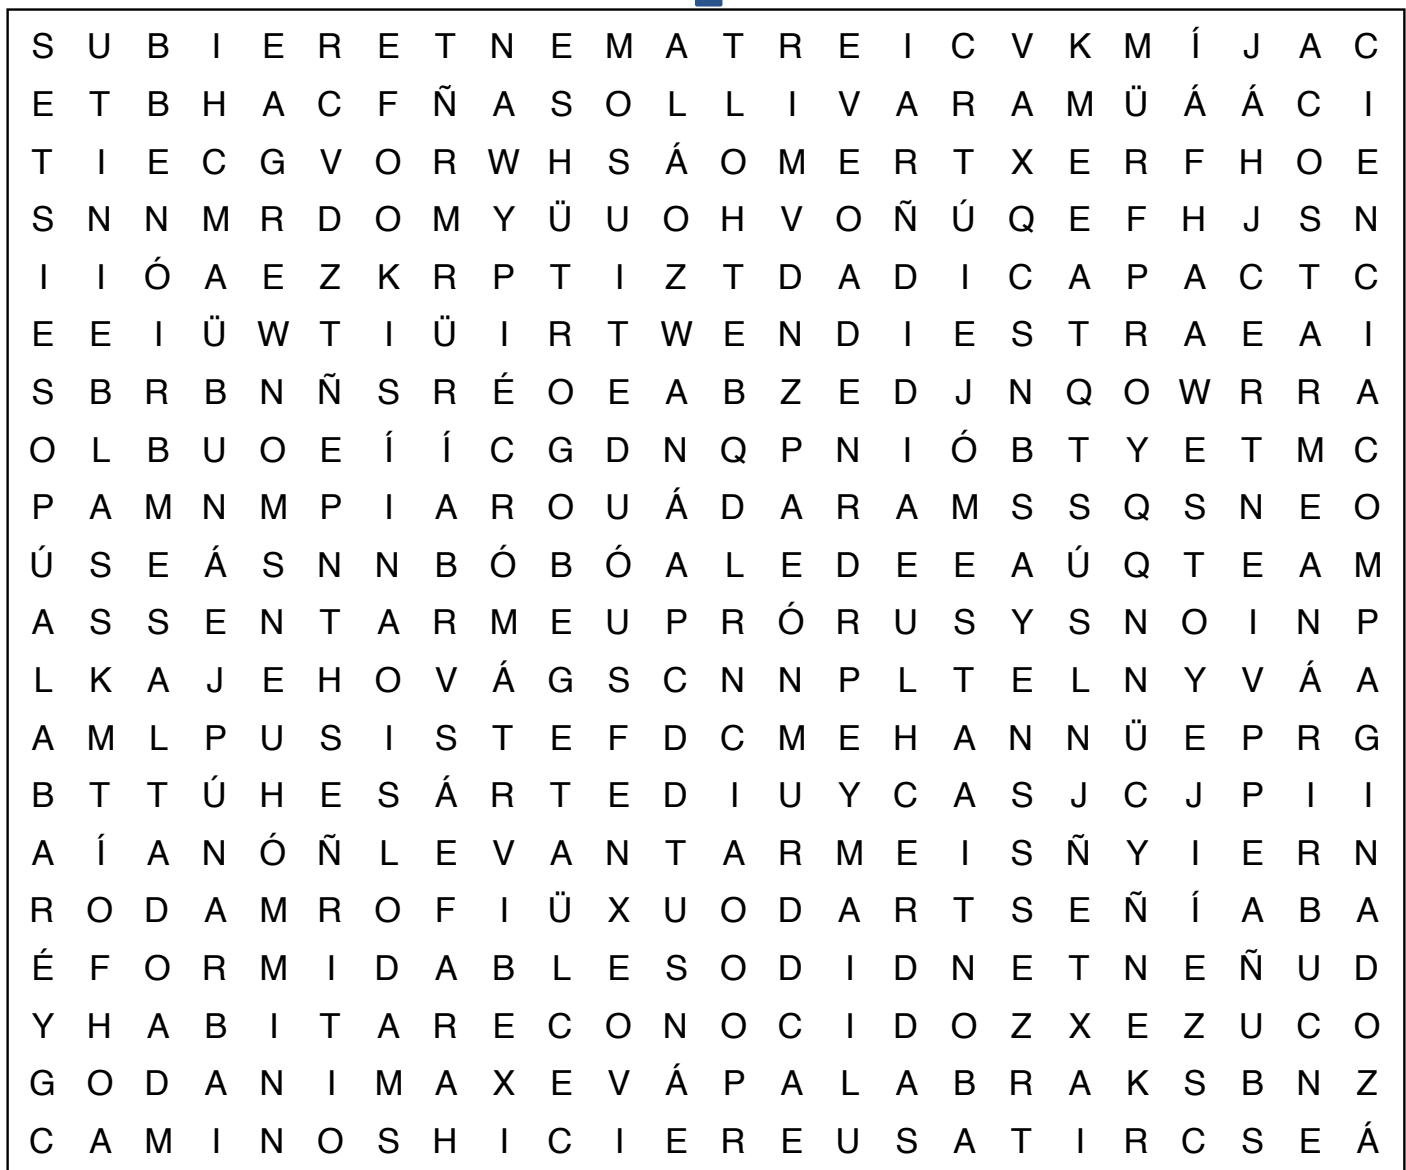 S U B I E R E T N E M A T R E I C V K M Í J A C
E T B H A C F Ñ A S O L L I V A R A M Ü Á Á C I
T I E C G V O R W H S Á O M E R T X E R F H O E
S N N M R D O M Y Ü U O H V O Ñ Ú Q E F H J S N
I I Ó A E Z K R P T I Z T D A D I C A P A C T C
E E I Ü W T I Ü I R T W E N D I E S T R A E A I
S B R B N Ñ S R É O E A B Z E D J N Q O W R R A
O L B U O E Í Í C G D N Q P N I Ó B T Y E T M C
P A M N M P I A R O U Á D A R A M S S Q S N E O
Ú S E Á S N N B Ó B Ó A L E D E E A Ú Q T E A M
A S S E N T A R M E U P R Ó R U S Y S N O I N P
L K A J E H O V Á G S C N N P L T E L N Y V Á A
A M L P U S I S T E F D C M E H A N N Ü E P R G
B T T Ú H E S Á R T E D I U Y C A S J C J P I I
A Í A N Ó Ñ L E V A N T A R M E I S Ñ Y I E R N
R O D A M R O F I Ü X U O D A R T S E Ñ Í A B A
É F O R M I D A B L E S O D I D N E T N E Ñ U D
Y H A B I T A R E C O N O C I D O Z X E Z U C O
G O D A N I M A X E V Á P A L A B R A K S B N Z
C A M I N O S H I C I E R E U S A T I R C S E Á